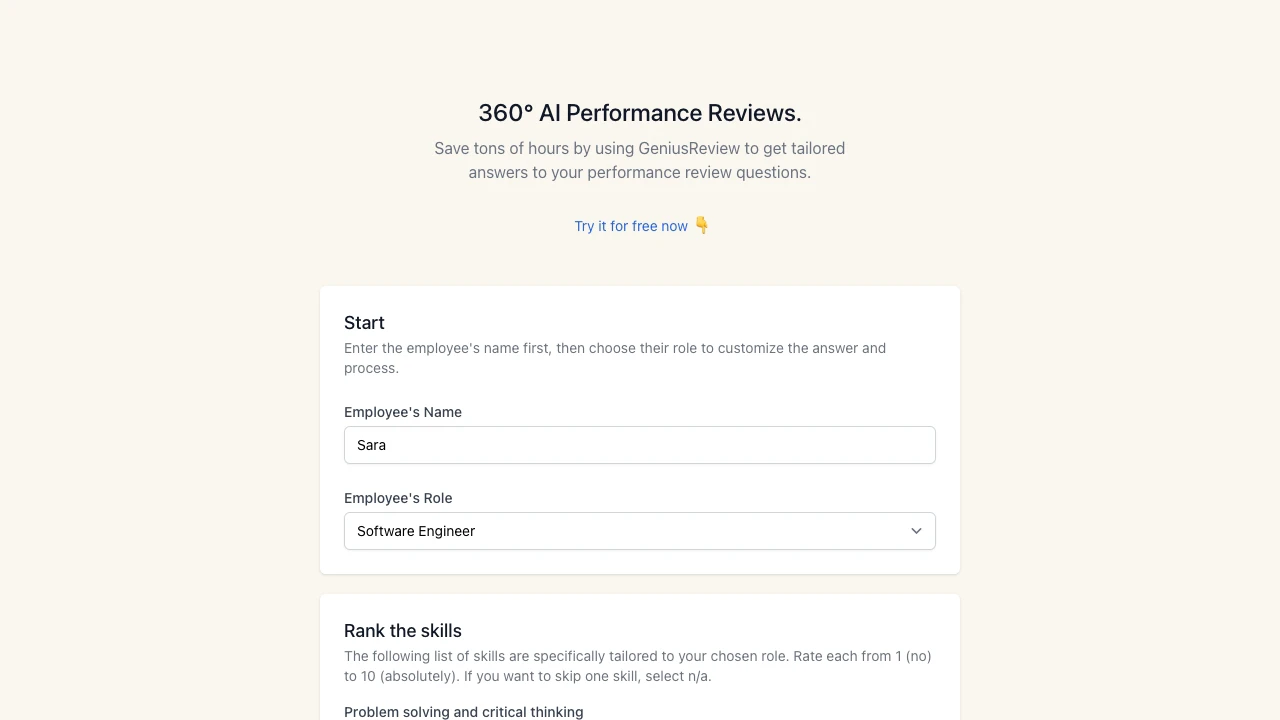 360° AI Performance Reviews.
Save tons of hours by using GeniusReview to get tailored
answers to your performance review questions.
Try it for free now 👇
Start
Enter the employee's name first, then choose their role to customize the answer and
process.
Employee's Name
Sara
Employee's Role
Software Engineer
Rank the skills
The following list of skills are specifically tailored to your chosen role. Rate each from 1 (no)
to 10 (absolutely). If you want to skip one skill, select n/a.
Problem solving and critical thinking